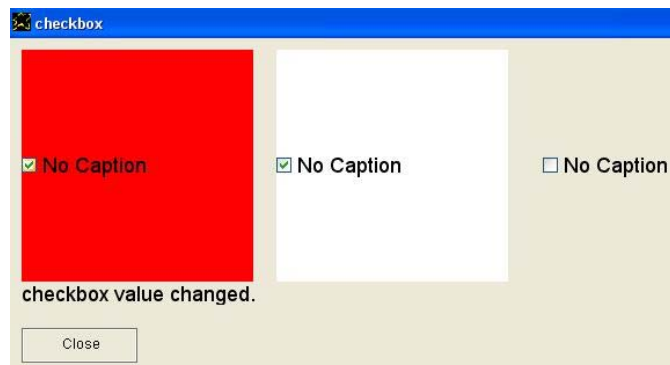 checkbox
No Caption No Caption No Caption
checkbox value changed.
Close